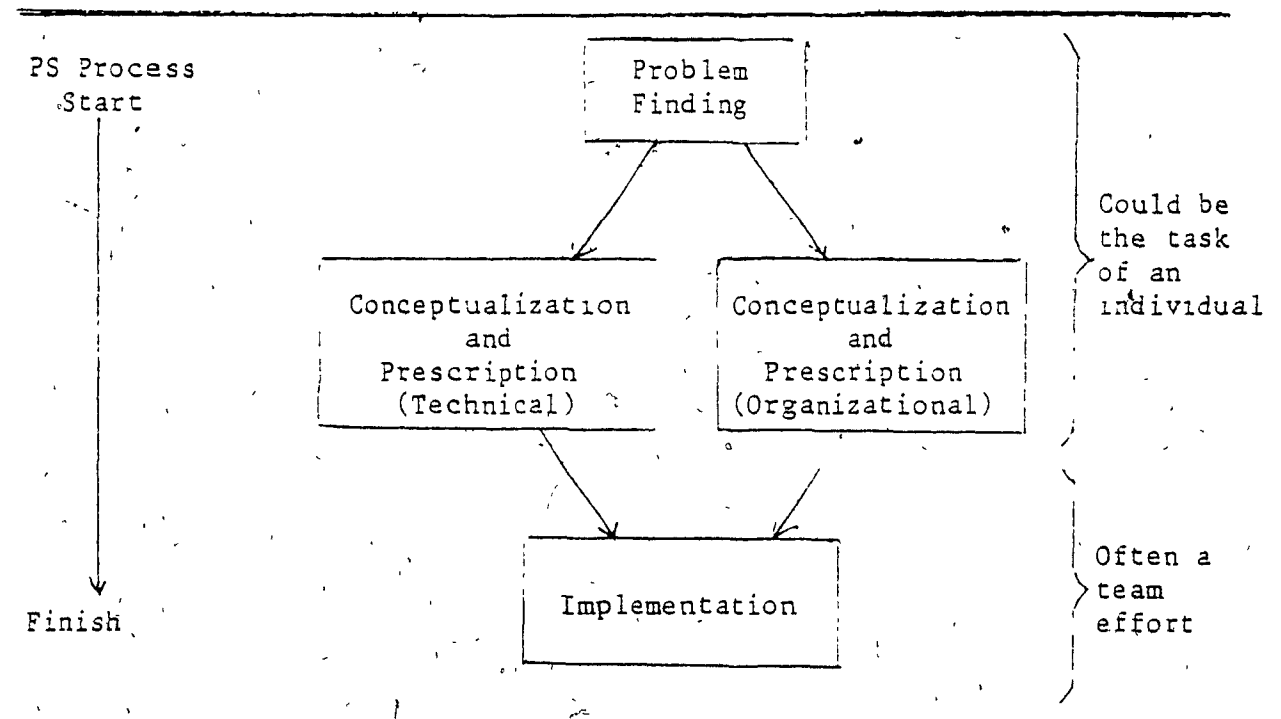 PS Process
Start
Problem
Finding
Could be
the task
of an
individual
Conceptualization
and
Prescription
(Technical)
Conceptualization
and
Prescription
(Organizational)
Implementation
Often a
team
effort
Finish